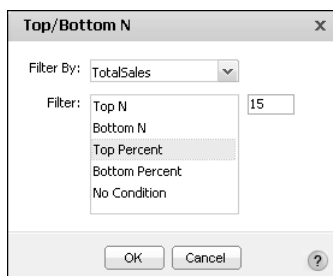 Top/Bottom N x
Filter By: TotalSales
Filter: Top N 15
Bottom N
Top Percent
Bottom Percent
No Condition
OK Cancel ?